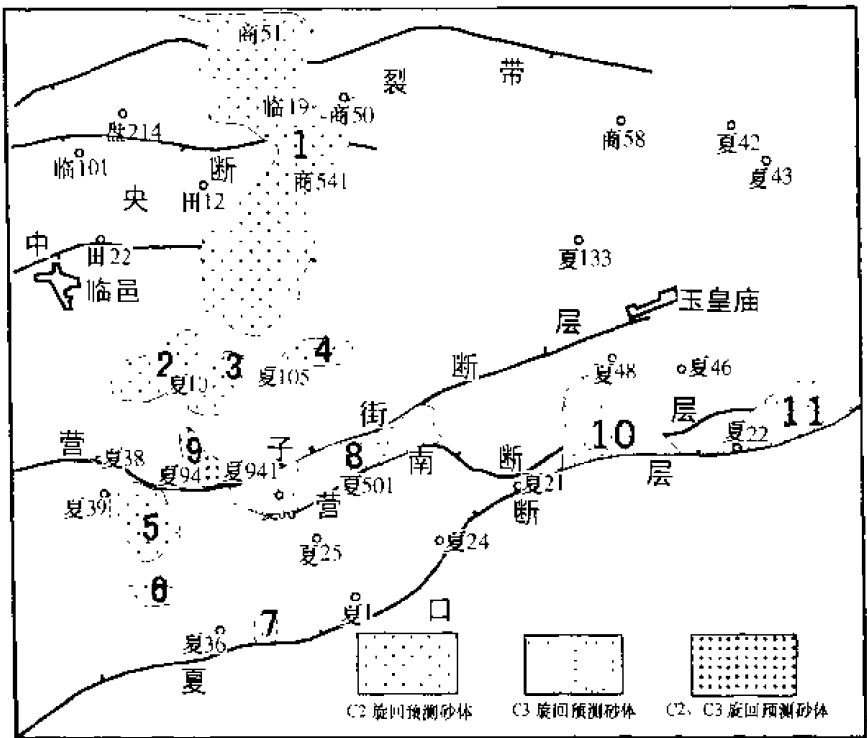 商51
裂 带
临19
商50
盘214
1
商58
夏42
临101
断
商541
夏43
央
田12
中
田22
夏133
临邑
玉皇庙
层
2
3
4
断
夏48
夏46
夏10
夏105
街
层
11
营
9
子
10
夏38
8
南
夏22
夏94
夏941
断
层
夏39
夏501
夏21
5
营
断
夏25
夏24
6
夏1
口
7
夏36
夏
C2 旋回预测砂体
C3 旋回预测砂体
C2、C3 旋回预测砂体